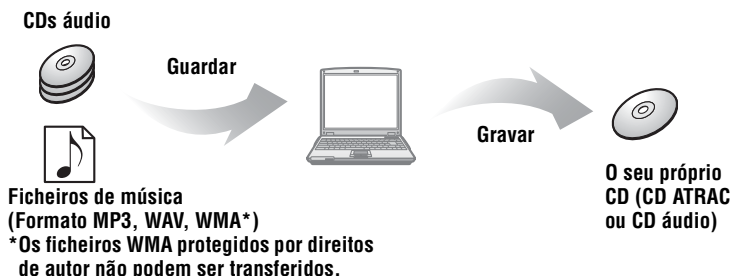 CDs áudio
Guardar
Gravar
Ficheiros de música
(Formato MP3, WAV, WMA*)
*Os ficheiros WMA protegidos por direitos
de autor não podem ser transferidos.
O seu próprio
CD (CD ATRAC
ou CD áudio)